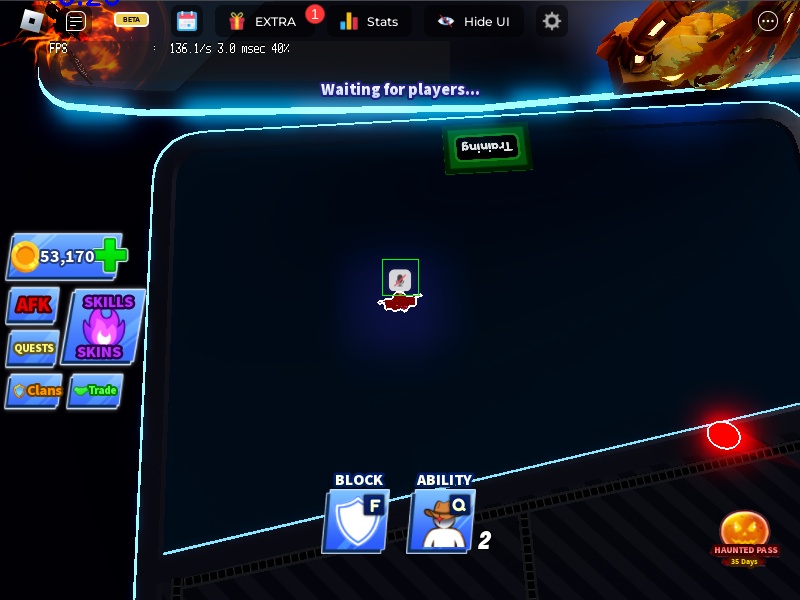 BETA
EXTRA
1
Stats
Hide UI
FPS : 136.1/s 3.0 msec 40%
Waiting for players...
Training
53,170
AFK
SKILLS
SKINS
QUESTS
Clans
Trade
BLOCK
F
ABILITY
Q
2
HAUNTED PASS
35 Days